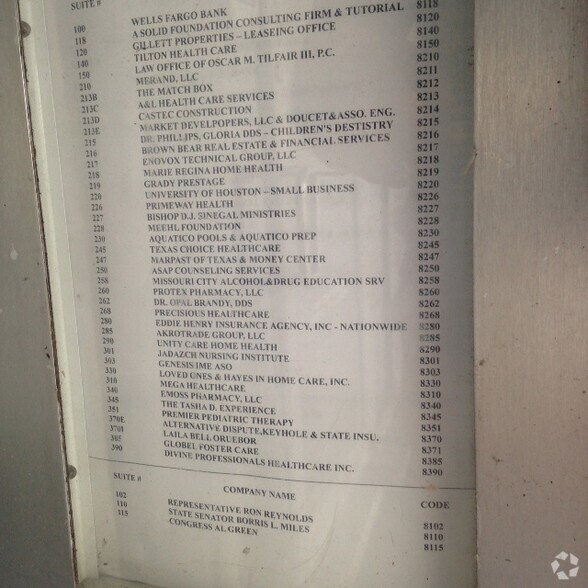 SUITE #
100 WELLS FARGO BANK
118 A SOLID FOUNDATION CONSULTING FIRM & TUTORIAL 8118
120 GILLETT PROPERTIES – LEASEING OFFICE 8120
140 TILTON HEALTH CARE 8140
150 LAW OFFICE OF OSCAR M. TILFAIR III, P.C. 8150
210 MERAND, LLC 8210
213B THE MATCH BOX 8211
213C A&L HEALTH CARE SERVICES 8212
213D CASTEC CONSTRUCTION 8213
213E MARKET DEVELPOPERS, LLC & DOUCET&ASSO. ENG. 8214
215 DR. PHILLIPS, GLORIA DDS – CHILDREN'S DESTISTRY 8215
216 BROWN BEAR REAL ESTATE & FINANCIAL SERVICES 8216
217 ENOVOX TECHNICAL GROUP, LLC 8217
218 MARIE REGINA HOME HEALTH 8218
219 GRADY PRESTAGE 8219
220 UNIVERSITY OF HOUSTON – SMALL BUSINESS 8220
226 PRIMEWAY HEALTH 8226
227 BISHOP D.J. SINEGAL MINISTRIES 8227
228 MEEHL FOUNDATION 8228
230 AQUATICO POOLS & AQUATICO PREP 8230
245 TEXAS CHOICE HEALTHCARE 8245
247 MARPAST OF TEXAS & MONEY CENTER 8247
250 ASAP COUNSELING SERVICES 8250
258 MISSOURI CITY ALCOHOL&DRUG EDUCATION SRV 8258
260 PROTEX PHARMACY, LLC 8260
262 DR. OPAL BRANDY, DDS 8262
268 PRECIOUS HEALTHCARE 8268
280 EDDIE HENRY INSURANCE AGENCY, INC - NATIONWIDE 8280
285 AKROTRADE GROUP, LLC 8285
290 UNITY CARE HOME HEALTH 8290
301 JADAZCH NURSING INSTITUTE 8301
303 GENESIS IME ASO 8303
330 LOVED ONES & HAYES IN HOME CARE, INC. 8330
310 MEGA HEALTHCARE 8310
340 EMOSS PHARMACY, LLC 8340
345 THE TASHA D. EXPERIENCE 8345
351 PREMIER PEDIATRIC THERAPY 8351
370E ALTERNATIVE DISPUTE,KEYHOLE & STATE INSU. 8370
370I LAILA BELL ORUEBOR 8371
385 GLOBEL FOSTER CARE 8385
390 DIVINE PROFESSIONALS HEALTHCARE INC. 8390
SUITE # COMPANY NAME CODE
102 REPRESENTATIVE RON REYNOLDS 8102
110 STATE SENATOR BORRIS L. MILES 8110
115 CONGRESS AL GREEN 8115